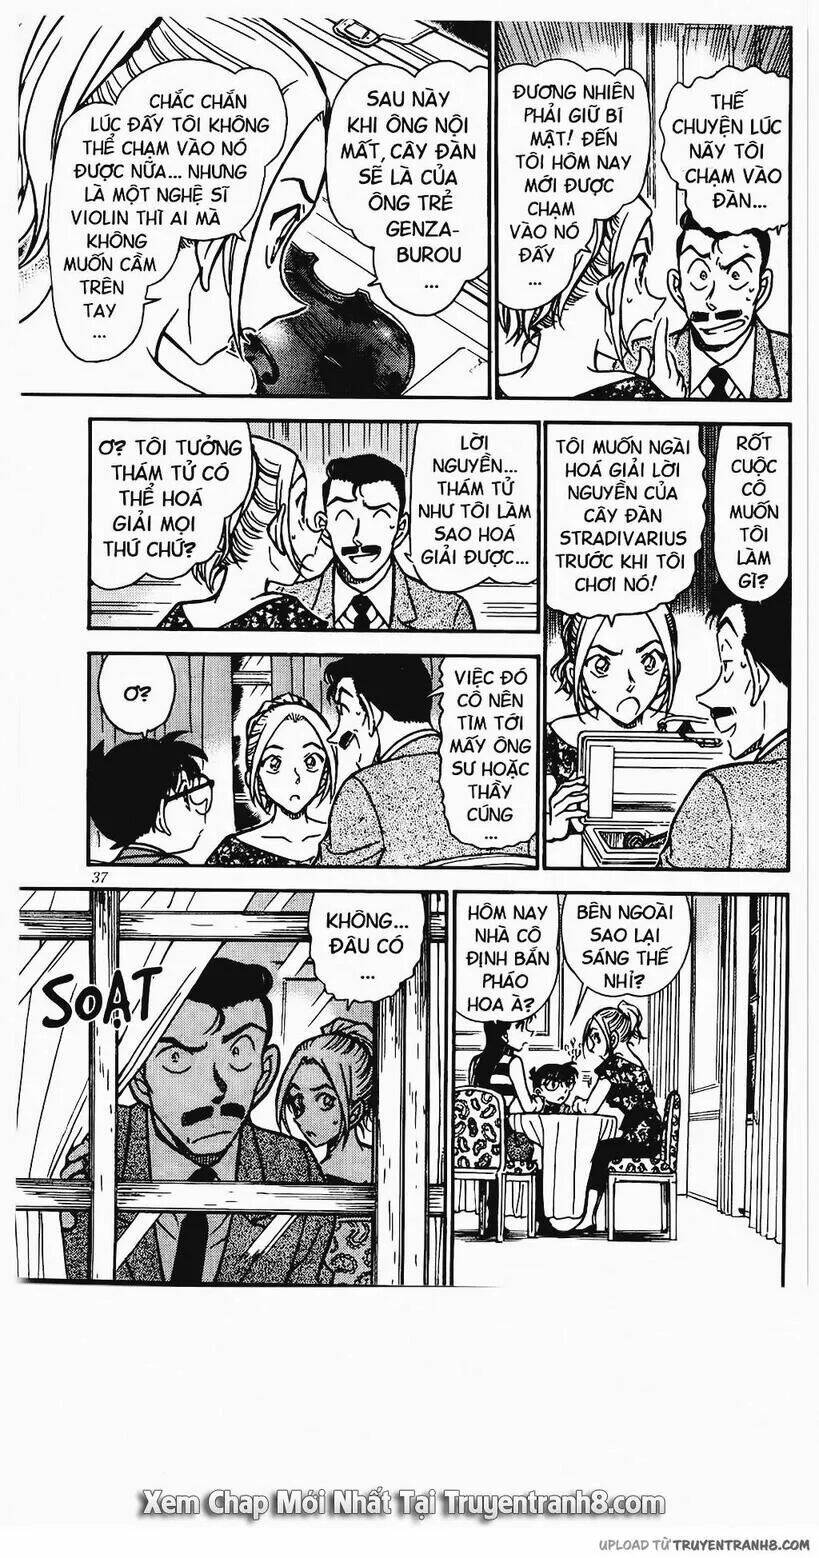 THẾ
CHUYỆN LÚC
NÃY TÔI
CHẠM VÀO
ĐÀN...
ĐƯƠNG NHIÊN
PHẢI GIỮ BÍ
MẬT! ĐẾN
TÔI HÔM NAY
MỚI ĐƯỢC
CHẠM
VÀO NÓ
ĐẤY
...
SAU NÀY
KHI ÔNG NỘI
MẤT, CÂY ĐÀN
SẼ LÀ CỦA
ÔNG TRẺ
GENZA-
BUROU
...
CHẮC CHẮN
LÚC ĐẤY TÔI KHÔNG
THỂ CHẠM VÀO NÓ
ĐƯỢC NỮA... NHƯNG
LÀ MỘT NGHỆ SĨ
VIOLIN THÌ AI MÀ
KHÔNG
MUỐN CẦM
TRÊN
TAY
...
RỐT
CUỘC
CÔ
MUỐN
TÔI
LÀM
GÌ?
TÔI MUỐN NGÀI
HOÁ GIẢI LỜI
NGUYỀN CỦA
CÂY ĐÀN
STRADIVARIUS
TRƯỚC KHI TÔI
CHƠI NÓ!
LỜI
NGUYỀN...
THÁM TỬ
NHƯ TÔI LÀM
SAO HOÁ
GIẢI ĐƯỢC...
Ơ? TÔI TƯỞNG
THÁM TỬ CÓ
THỂ HOÁ
GIẢI MỌI
THỨ CHỨ?
VIỆC ĐÓ
CÔ NÊN
TÌM TỚI
MẤY ÔNG
SƯ HOẶC
THẦY
CÚNG
...
Ơ?
37
BÊN NGOÀI
SAO LẠI
SÁNG THẾ
NHỈ?
HÔM NAY
NHÀ CÔ
ĐỊNH BẮN
PHÁO
HOA À?
KHÔNG...
ĐÂU CÓ
...
SOẠT
Xem Chap Mới Nhất Tại Truyentranh8.com
UPLOAD TỪ TRUYENTRANH8.COM